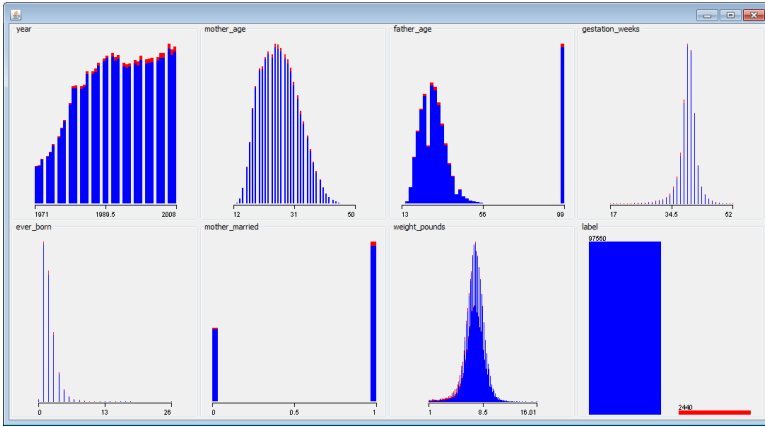 year
mother_age
father_age
gestation_weeks
1971 1989.5 2008
12 31 50
13 56 99
17 34.5 52
ever_born
mother_married
weight_pounds
label
97560
2440
0 13 26
0 0.5 1
1 8.5 16.01